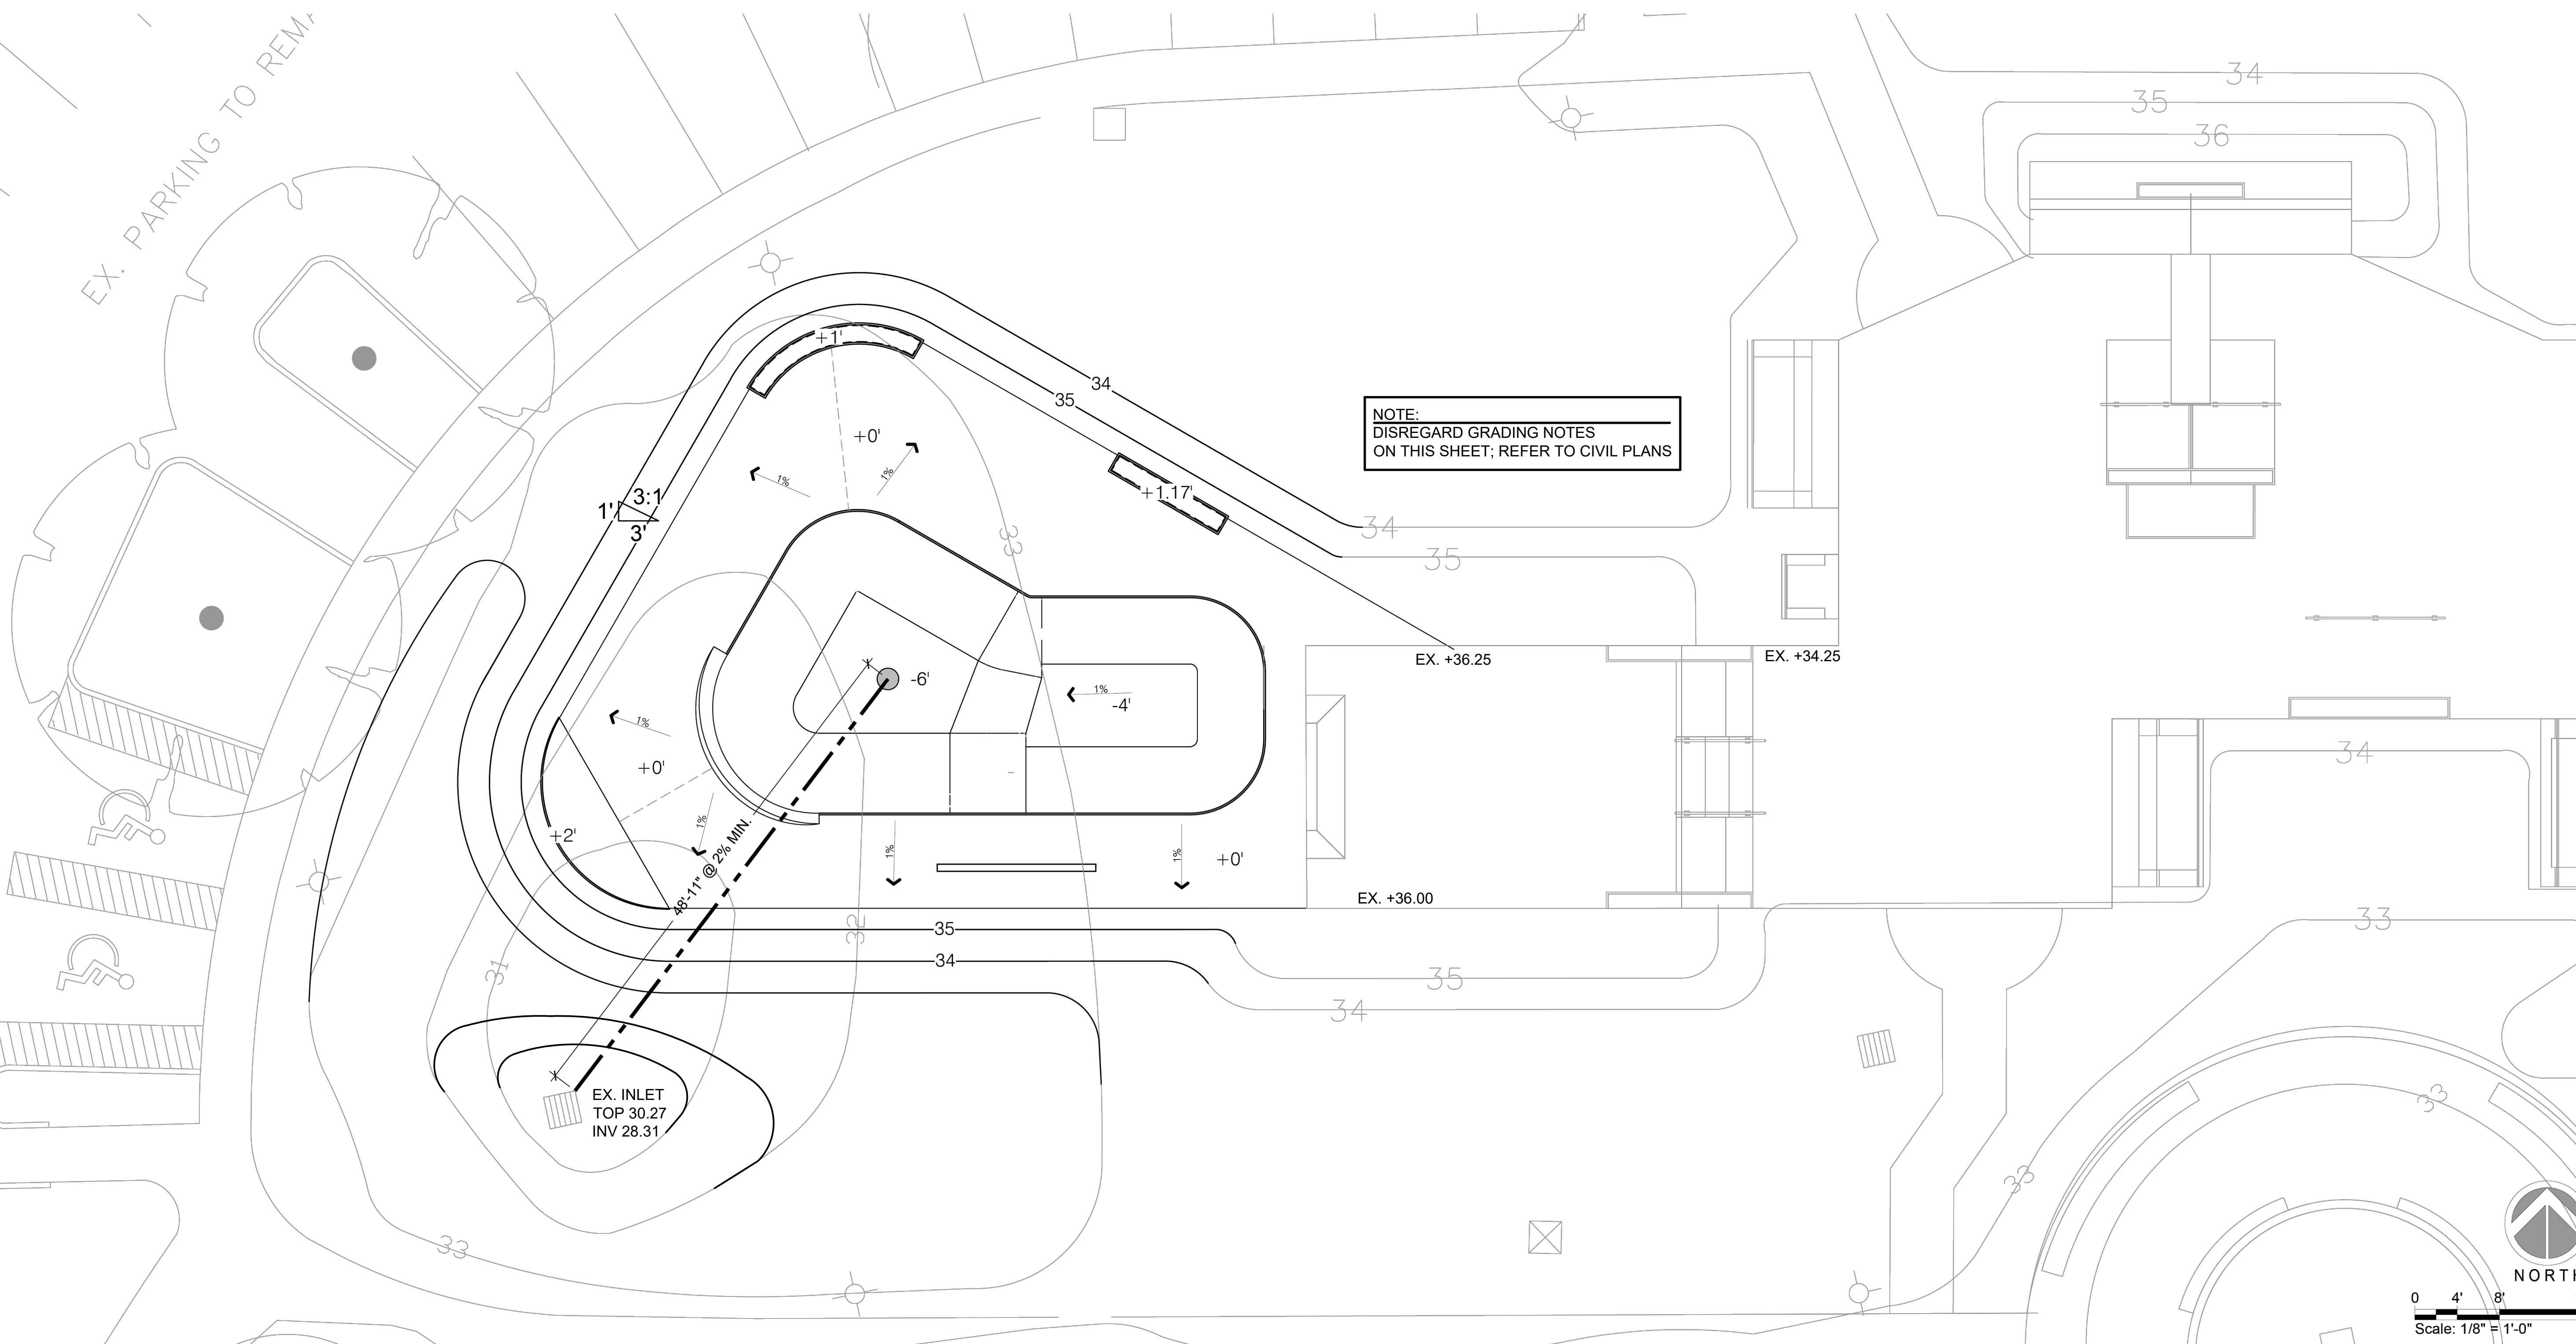 EX. PARKING TO REMA
34
35
36
+1'
34
35
+0'
1%
1%
NOTE:
DISREGARD GRADING NOTES
ON THIS SHEET; REFER TO CIVIL PLANS
+1.17'
3:1
1'
3'
33
34
35
EX. +36.25
EX. +34.25
-6'
1%
-4'
1%
+0'
34
+2'
1%
48'-11" @ 2% MIN.
1%
1%
+0'
EX. +36.00
32
35
33
31
34
35
34
EX. INLET
TOP 30.27
INV 28.31
33
33
33
NORTH
0 4' 8'
Scale: 1/8" = 1'-0"